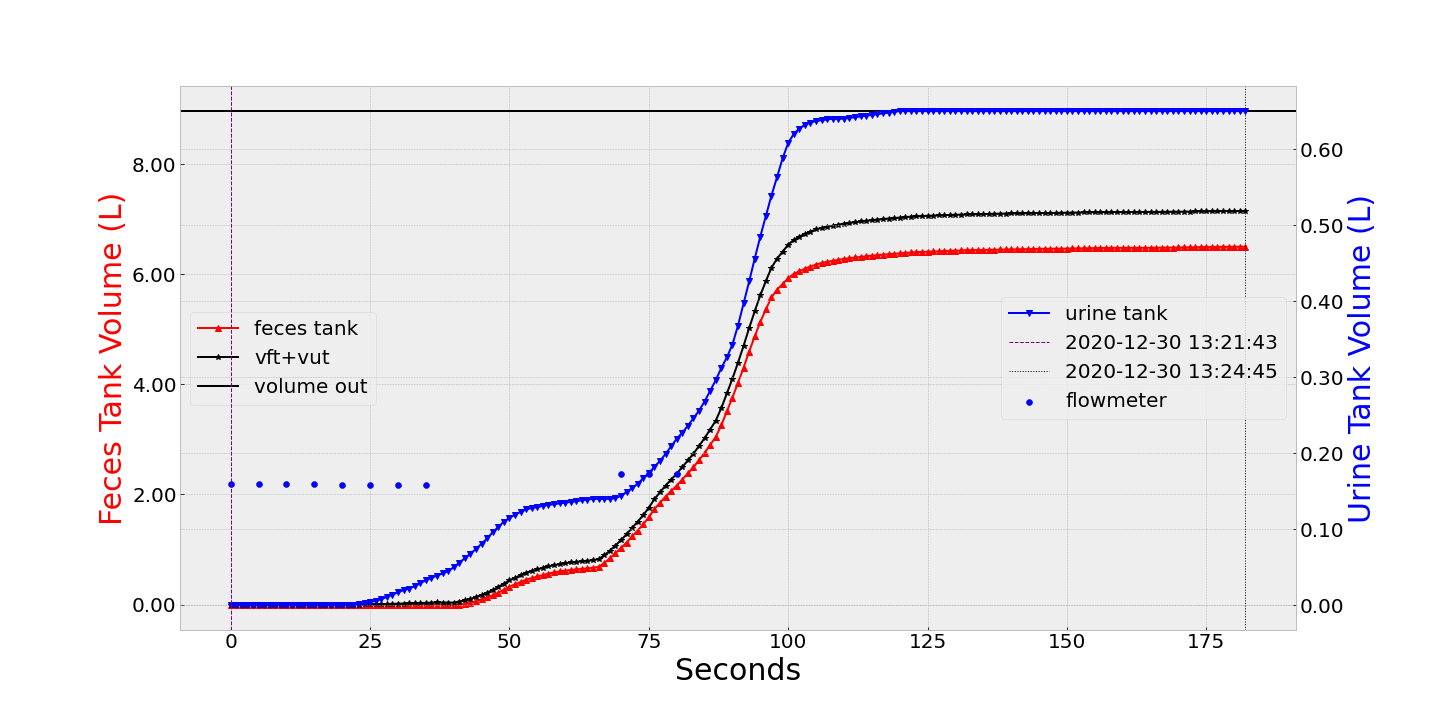 Feces Tank Volume (L)
8.00
6.00
4.00
2.00
0.00
feces tank
vft+vut
volume out
urine tank
2020-12-30 13:21:43
2020-12-30 13:24:45
flowmeter
0.60
0.50
0.40
0.30
0.20
0.10
0.00
Urine Tank Volume (L)
0 25 50 75 100 125 150 175
Seconds